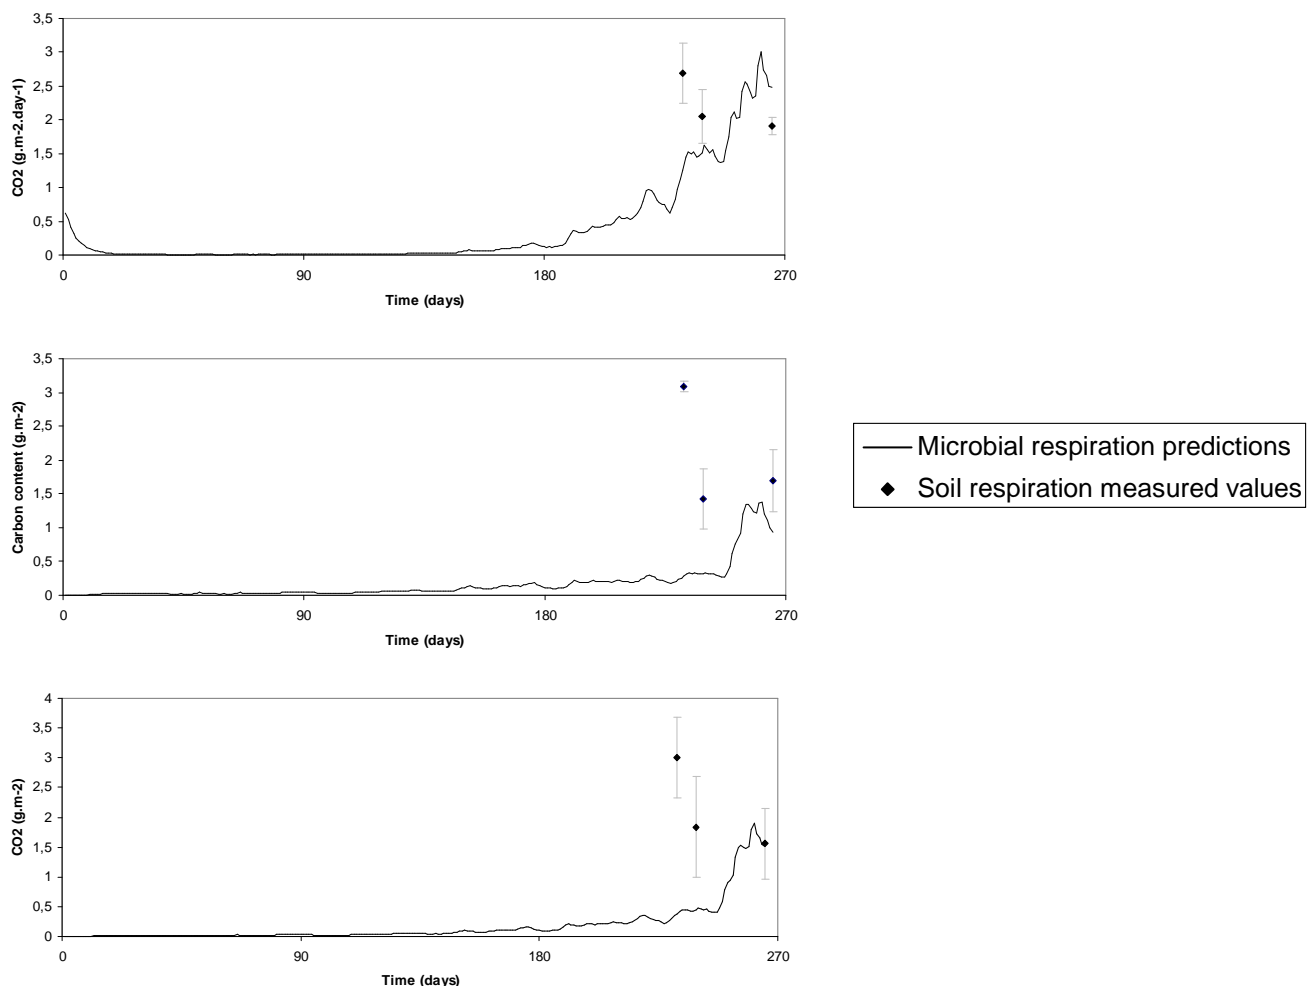 3,5
3
2,5
2
1,5
1
0,5
0
CO2 (g.m-2.day-1)
0 90 180 270
Time (days)
3,5
3
2,5
2
1,5
1
0,5
0
Carbon content (g.m-2)
0 90 180 270
Time (days)
Microbial respiration predictions
Soil respiration measured values
4
3,5
3
2,5
2
1,5
1
0,5
0
CO2 (g.m-2)
0 90 180 270
Time (days)